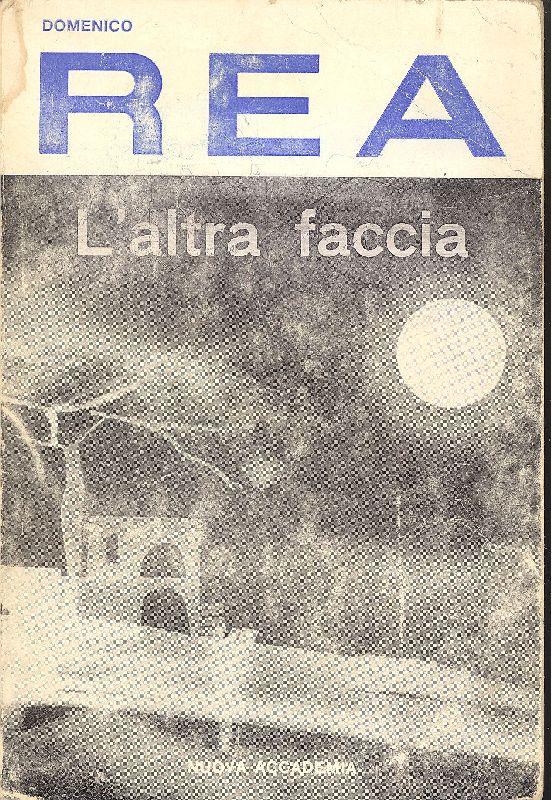 DOMENICO
REA
L'altra faccia
NUOVA ACCADEMIA